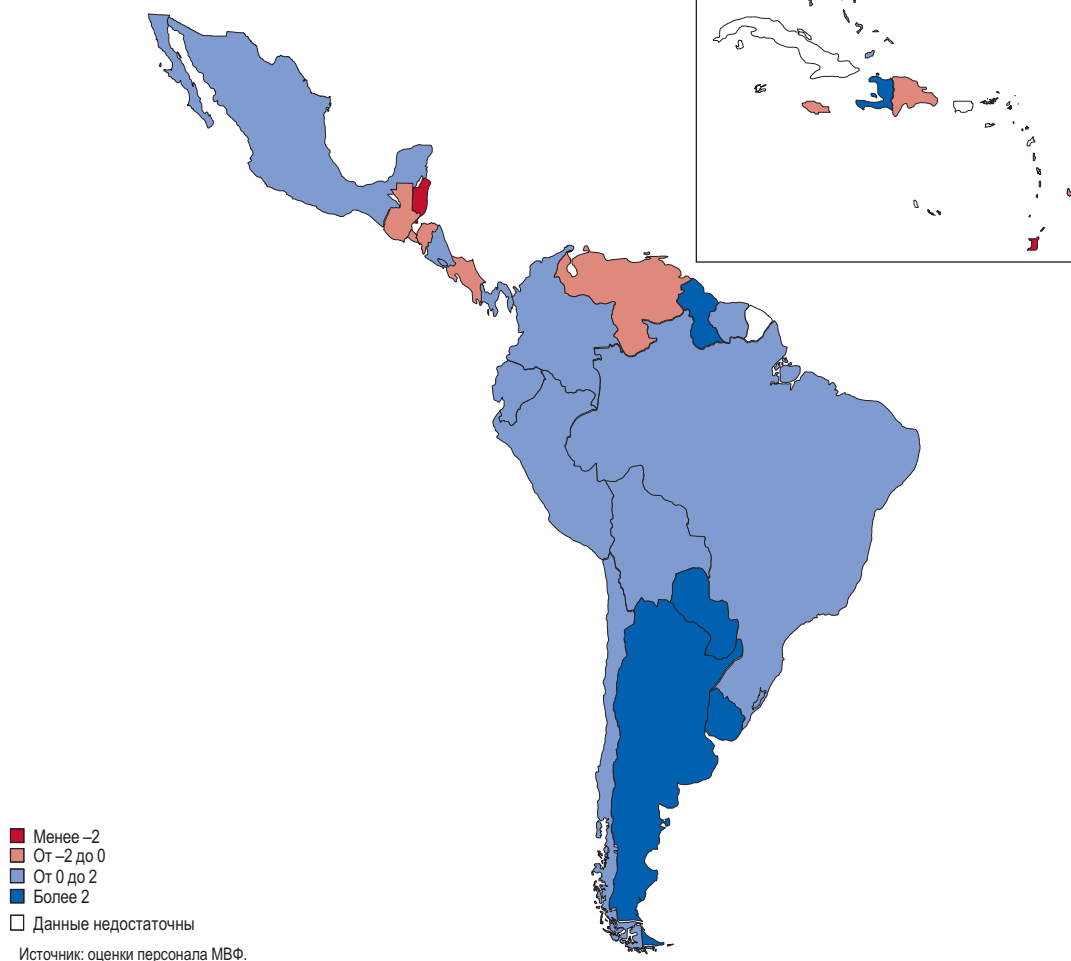 Менее –2
От –2 до 0
От 0 до 2
Более 2
Данные недостаточны
Источник: оценки персонала МВФ.